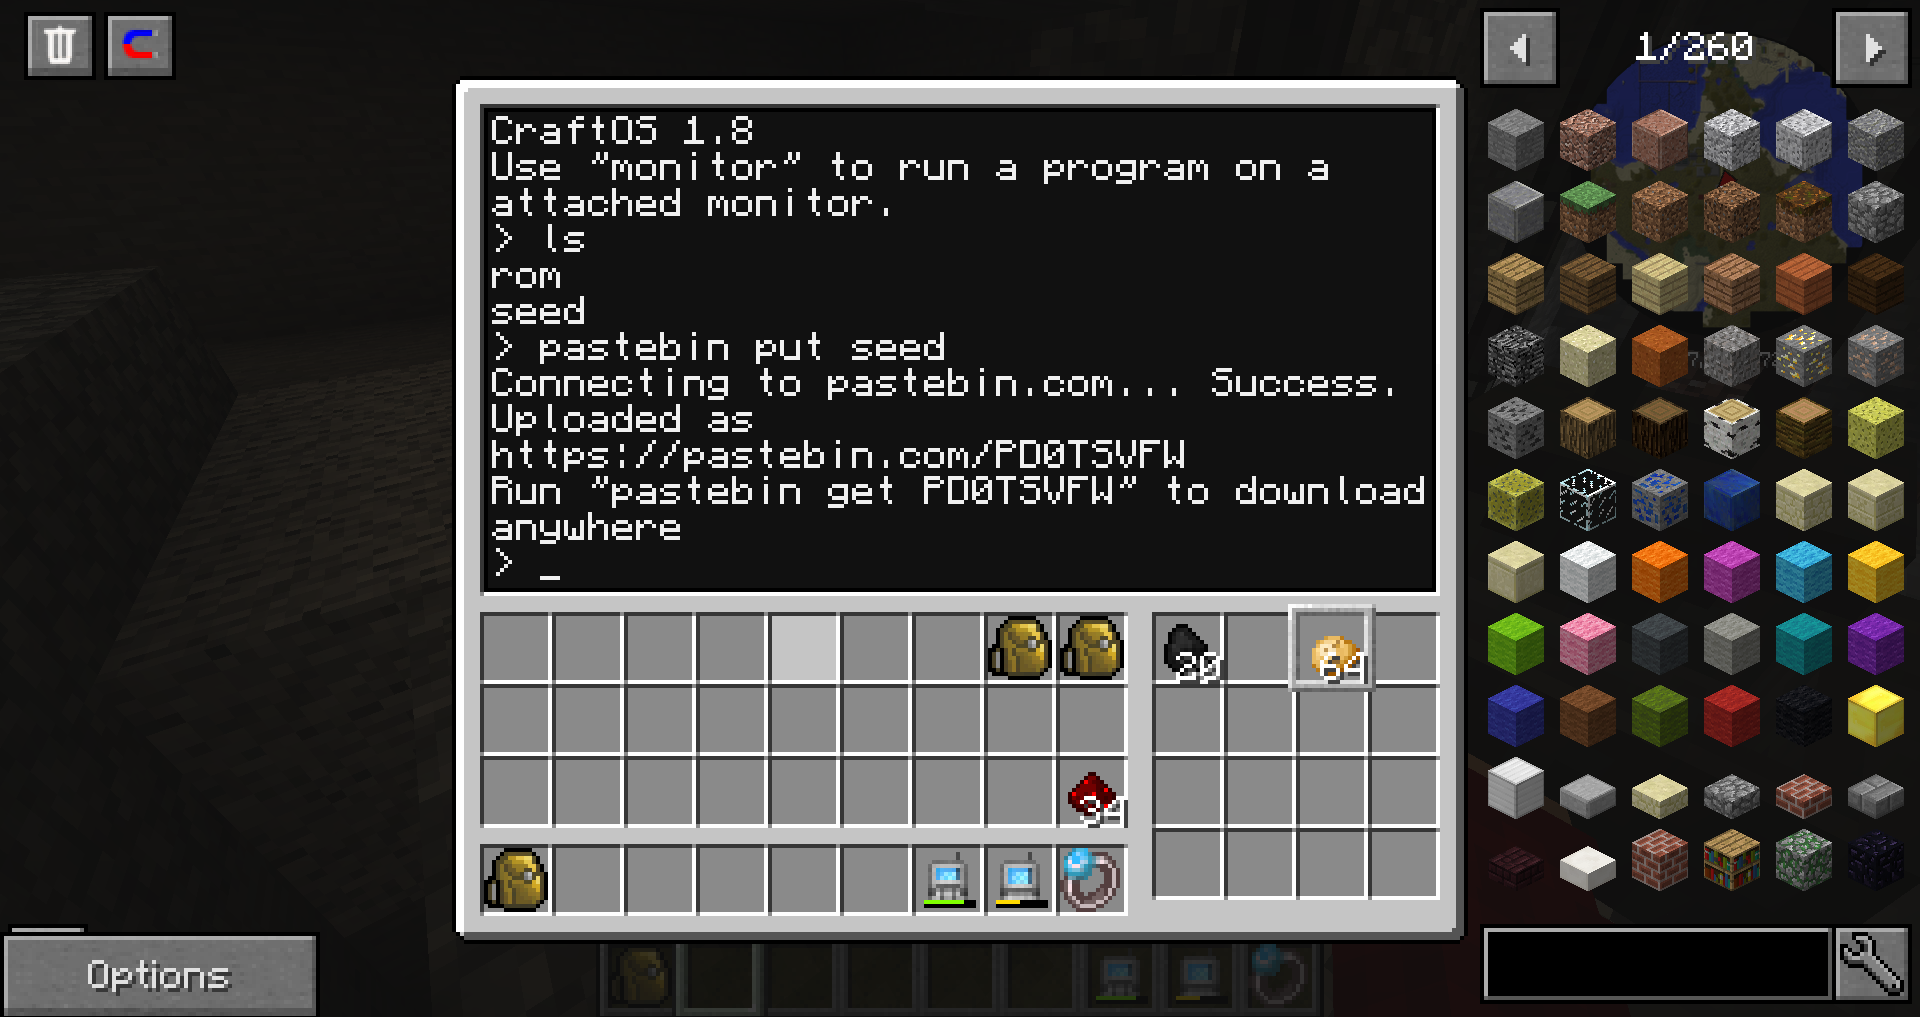 1/260
CraftOS 1.8
Use "monitor" to run a program on a
attached monitor.
> ls
rom
seed
> pastebin put seed
Connecting to pastebin.com... Success.
Uploaded as
https://pastebin.com/PD0TSVFW
Run "pastebin get PD0TSVFW" to download
anywhere
> _
20
64
34
Options